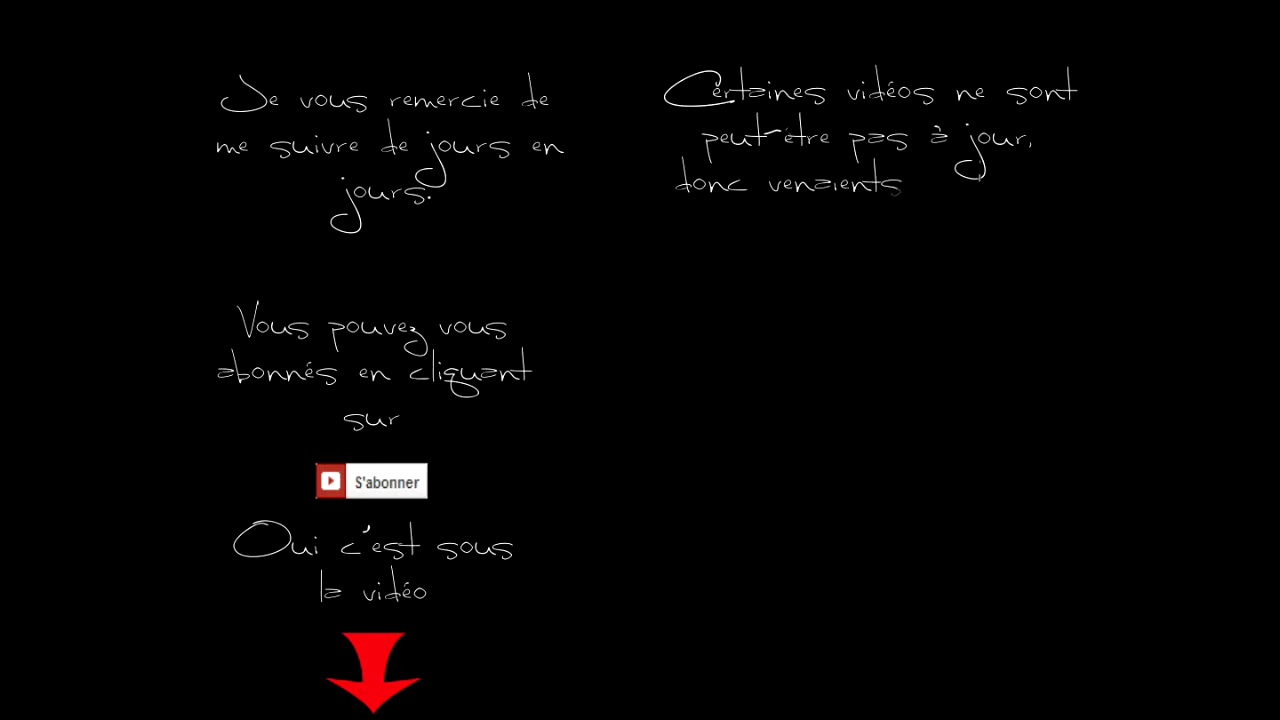 Je vous remercie de
me suivre de jours en
jours.
Vous pouvez vous
abonnés en cliquant
sur
S'abonner
Oui c'est sous
la vidéo
Certaines vidéos ne sont
peut-être pas à jour,
donc venaients